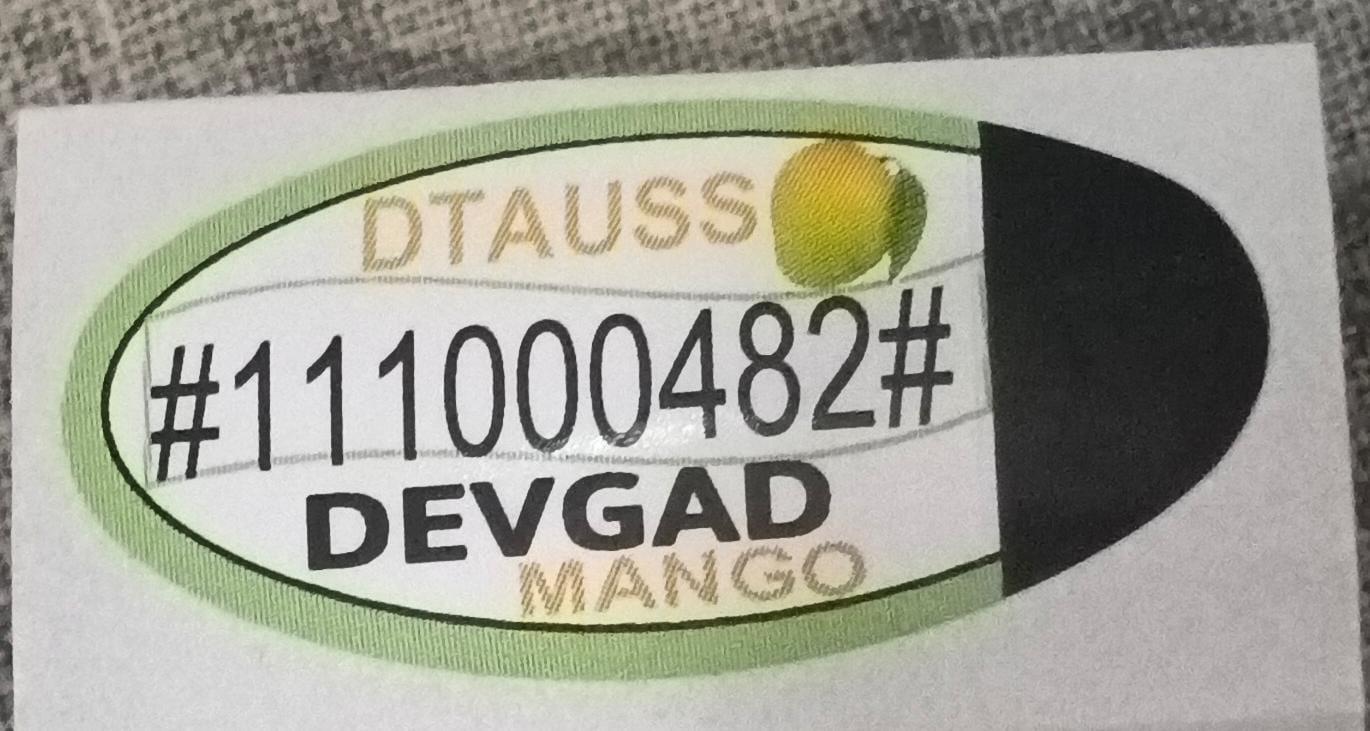 DTAUSS
#111000482#
DEVGAD
MANGO